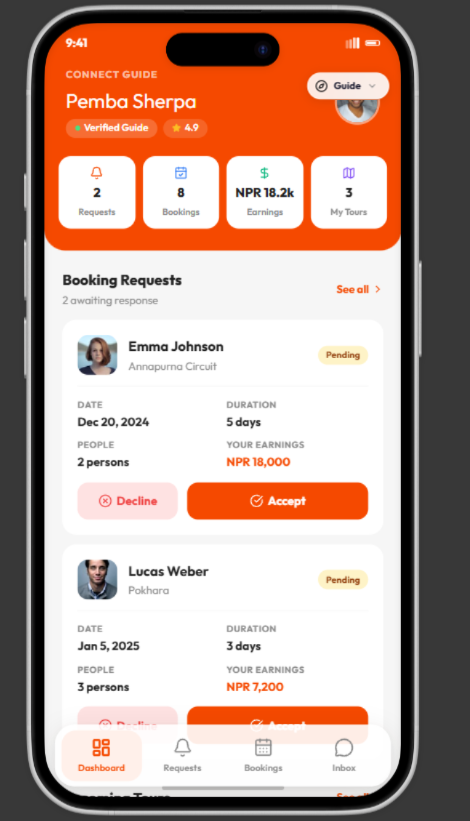 9:41
CONNECT GUIDE
Guide
Pemba Sherpa
Verified Guide
4.9
2
8
NPR 18.2k
3
Requests
Bookings
Earnings
My Tours
Booking Requests
See all
2 awaiting response
Emma Johnson
Annapurna Circuit
Pending
DATE
DURATION
Dec 20, 2024
5 days
PEOPLE
YOUR EARNINGS
2 persons
NPR 18,000
Decline
Accept
Lucas Weber
Pokhara
Pending
DATE
DURATION
Jan 5, 2025
3 days
PEOPLE
YOUR EARNINGS
3 persons
NPR 7,200
Decline
Accept
Dashboard
Requests
Bookings
Inbox